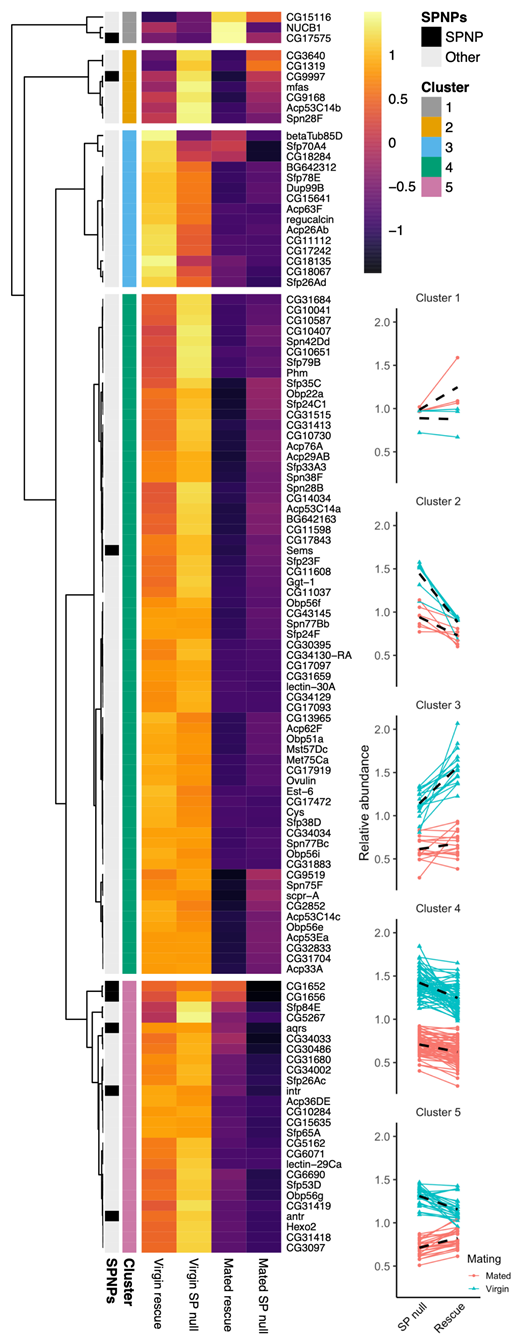 CG15116
NUCB1
CG17575
CG3640
CG1319
CG9997
mfas
CG9168
Acp53C14b
Spn28F
betaTub85D
Sfp70A4
CG18284
BG642312
Sfp78E
Dup99B
CG15641
Acp63F
regucalcin
Acp26Ab
CG11112
CG17242
CG18135
CG18067
Sfp26Ad
CG31684
CG10041
CG10587
CG10407
Spn42Dd
CG10651
Sfp79B
Phm
Sfp35C
Obp22a
Sfp24C1
CG31515
CG31413
CG10730
Acp76A
Acp29AB
Sfp33A3
Spn38F
Spn28B
CG14034
Acp53C14a
BG642163
CG11598
CG17843
Sems
Sfp23F
CG11608
Ggt−1
CG11037
Obp56f
CG43145
Spn77Bb
Sfp24F
CG30395
CG34130−RA
CG17097
CG31659
lectin−30A
CG34129
CG17093
CG13965
Acp62F
Obp51a
Mst57Dc
Met75Ca
CG17919
Ovulin
Est−6
CG17472
Cys
Sfp38D
CG34034
Spn77Bc
Obp56i
CG31883
CG9519
Spn75F
scpr−A
CG2852
Acp53C14c
Obp56e
Acp53Ea
CG32833
CG31704
Acp33A
CG1652
CG1656
Sfp84E
CG5267
aqrs
CG34033
CG30486
CG31680
CG34002
Sfp26Ac
intr
Acp36DE
CG10284
CG15635
Sfp65A
CG5162
CG6071
lectin−29Ca
CG6690
Sfp53D
Obp56g
CG31419
antr
Hexo2
CG31418
CG3097
SPNPs
Cluster
Virgin rescue
Virgin SP null
Mated rescue
Mated SP null
1
0.5
0
−0.5
−1
SPNPs
SPNP
Other
Cluster
1
2
3
4
5
Relative abundance
Cluster 1
2.0
1.5
1.0
0.5
Cluster 2
2.0
1.5
1.0
0.5
Cluster 3
2.0
1.5
1.0
0.5
Cluster 4
2.0
1.5
1.0
0.5
Cluster 5
2.0
1.5
1.0
0.5
SP null
Rescue
Mating
Mated
Virgin